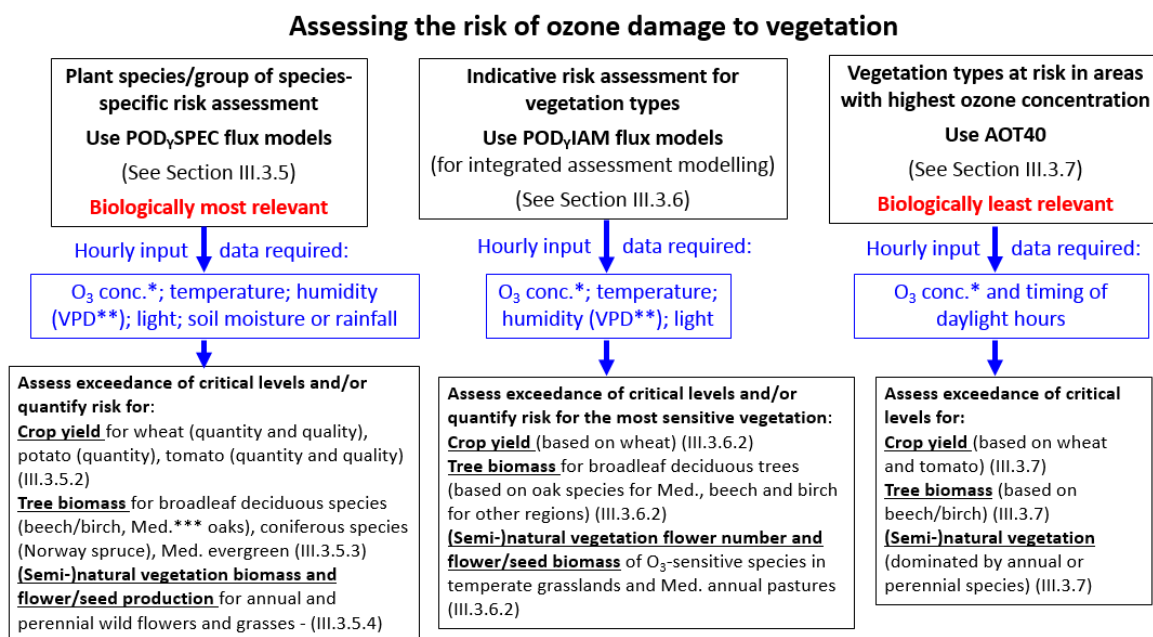 Assessing the risk of ozone damage to vegetation
Plant species/group of species-
specific risk assessment
Use PODYSPEC flux models
(See Section III.3.5)
Biologically most relevant
Hourly input data required:
O3 conc.*; temperature; humidity
(VPD**); light; soil moisture or rainfall
Assess exceedance of critical levels and/or
quantify risk for:
Crop yield for wheat (quantity and quality),
potato (quantity), tomato (quantity and quality)
(III.3.5.2)
Tree biomass for broadleaf deciduous species
(beech/birch, Med.*** oaks), coniferous species
(Norway spruce), Med. evergreen (III.3.5.3)
(Semi-)natural vegetation biomass and
flower/seed production for annual and
perennial wild flowers and grasses - (III.3.5.4)
Indicative risk assessment for
vegetation types
Use PODYIAM flux models
(for integrated assessment modelling)
(See Section III.3.6)
Hourly input data required:
O3 conc.*; temperature;
humidity (VPD**); light
Assess exceedance of critical levels and/or
quantify risk for the most sensitive vegetation:
Crop yield (based on wheat) (III.3.6.2)
Tree biomass for broadleaf deciduous trees
(based on oak species for Med., beech and birch
for other regions) (III.3.6.2)
(Semi-)natural vegetation flower number and
flower/seed biomass of O3-sensitive species in
temperate grasslands and Med. annual pastures
(III.3.6.2)
Vegetation types at risk in areas
with highest ozone concentration
Use AOT40
(See Section III.3.7)
Biologically least relevant
Hourly input data required:
O3 conc.* and timing of
daylight hours
Assess exceedance of critical
levels for:
Crop yield (based on wheat
and tomato) (III.3.7)
Tree biomass (based on
beech/birch) (III.3.7)
(Semi-)natural vegetation
(dominated by annual or
perennial species) (III.3.7)